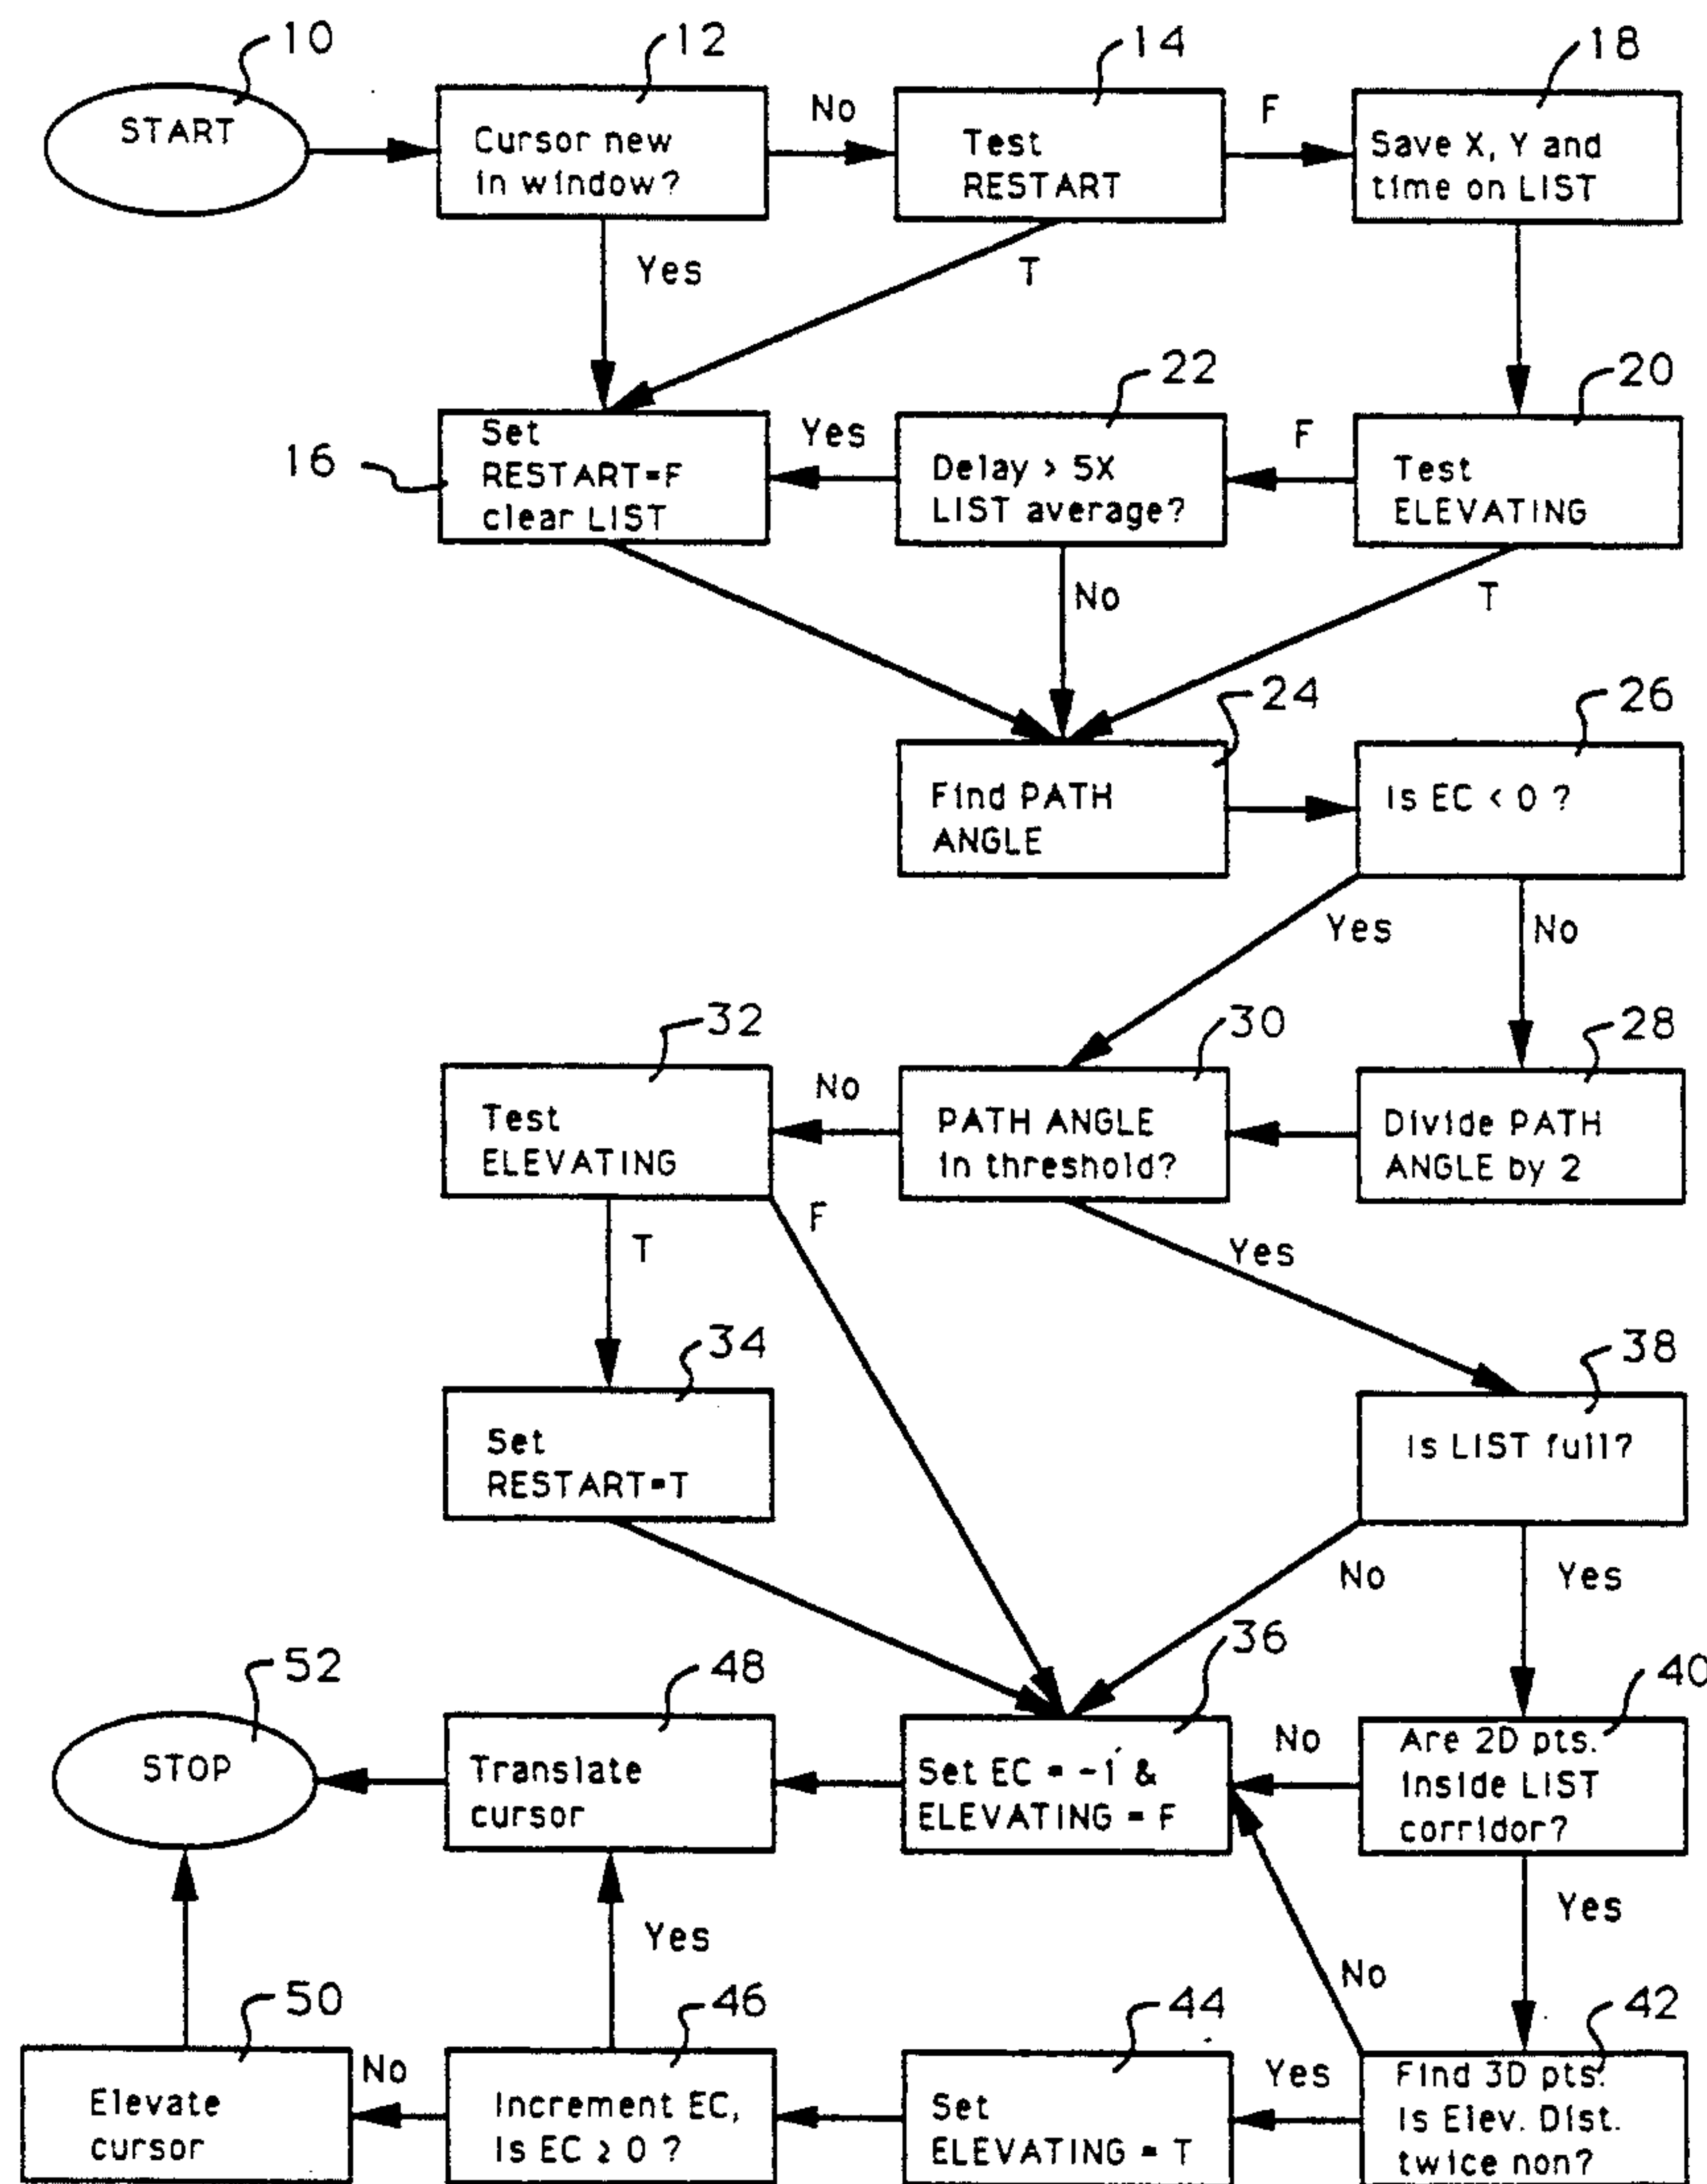 10
12
14
18
START
Cursor new
in window?
No
Test
RESTART
F
Save X, Y and
time on LIST
Yes
T
22
20
16
Set
RESTART=F
clear LIST
Yes
Delay > 5X
LIST average?
F
Test
ELEVATING
No
T
24
26
Find PATH
ANGLE
Is EC < 0 ?
Yes
No
32
30
28
Test
ELEVATING
No
PATH ANGLE
in threshold?
Divide PATH
ANGLE by 2
T
F
Yes
34
38
Set
RESTART=T
Is LIST full?
No
Yes
52
48
36
40
STOP
Translate
cursor
Set EC = -1 &
ELEVATING = F
No
Are 2D pts.
inside LIST
corridor?
Yes
No
Yes
50
46
44
42
Elevate
cursor
No
Increment EC,
Is EC ≥ 0 ?
Set
ELEVATING = T
Yes
Find 3D pts.
Is Elev. Dist.
twice non?